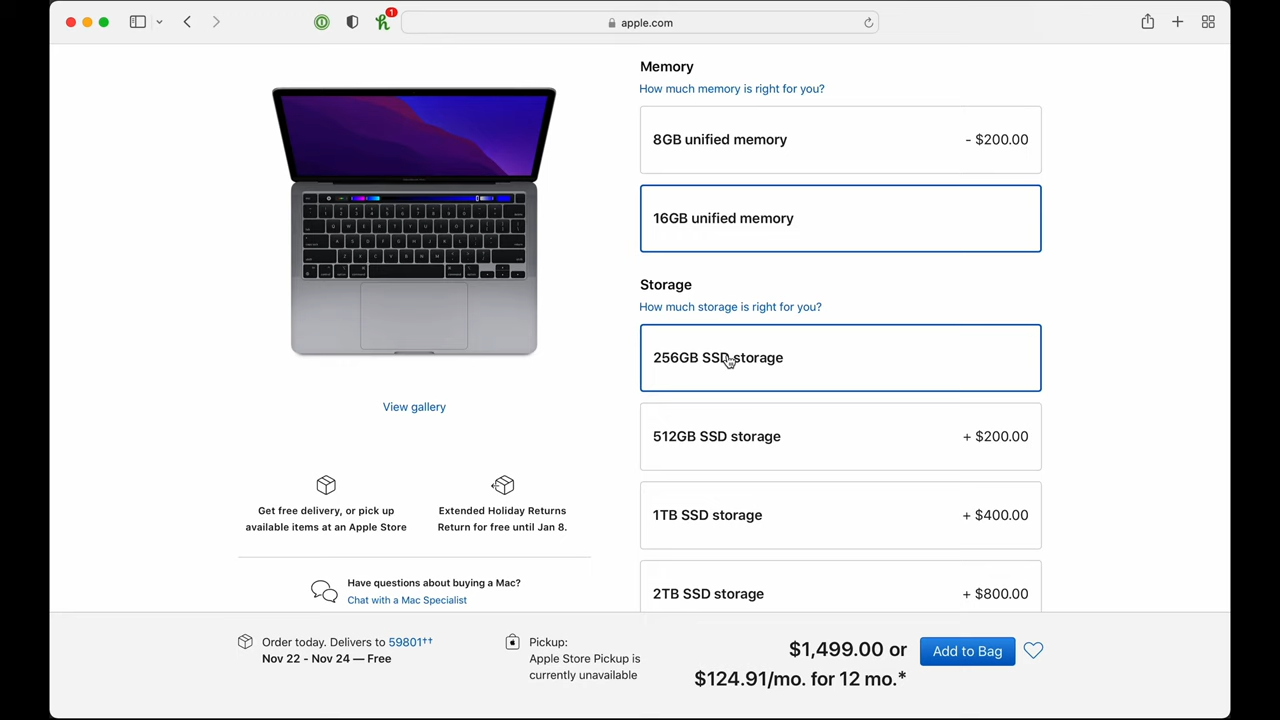 1
apple.com
Memory
How much memory is right for you?
8GB unified memory - $200.00
16GB unified memory
Storage
How much storage is right for you?
256GB SSD storage
512GB SSD storage + $200.00
1TB SSD storage + $400.00
2TB SSD storage + $800.00
View gallery
Get free delivery, or pick up
available items at an Apple Store
Extended Holiday Returns
Return for free until Jan 8.
Have questions about buying a Mac?
Chat with a Mac Specialist
Order today. Delivers to 59801††
Nov 22 - Nov 24 — Free
Pickup:
Apple Store Pickup is
currently unavailable
$1,499.00 or
$124.91/mo. for 12 mo.*
Add to Bag